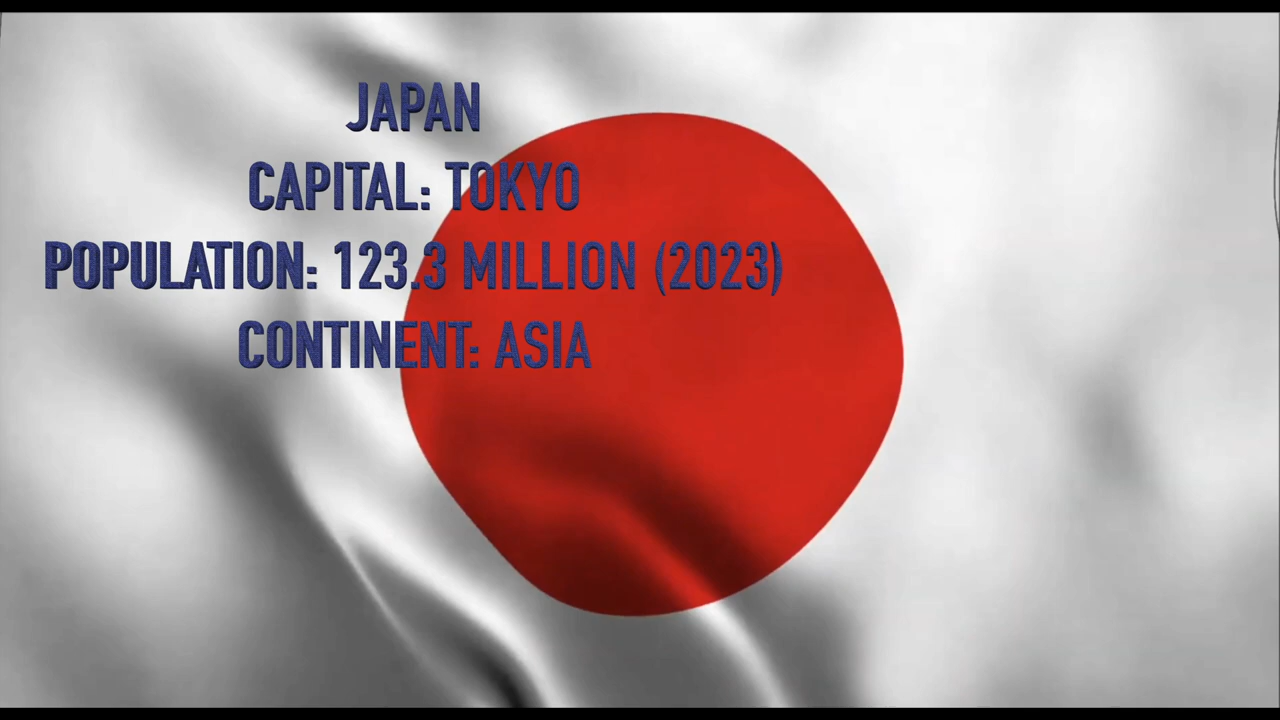 JAPAN
CAPITAL: TOKYO
POPULATION: 123.3 MILLION (2023)
CONTINENT: ASIA